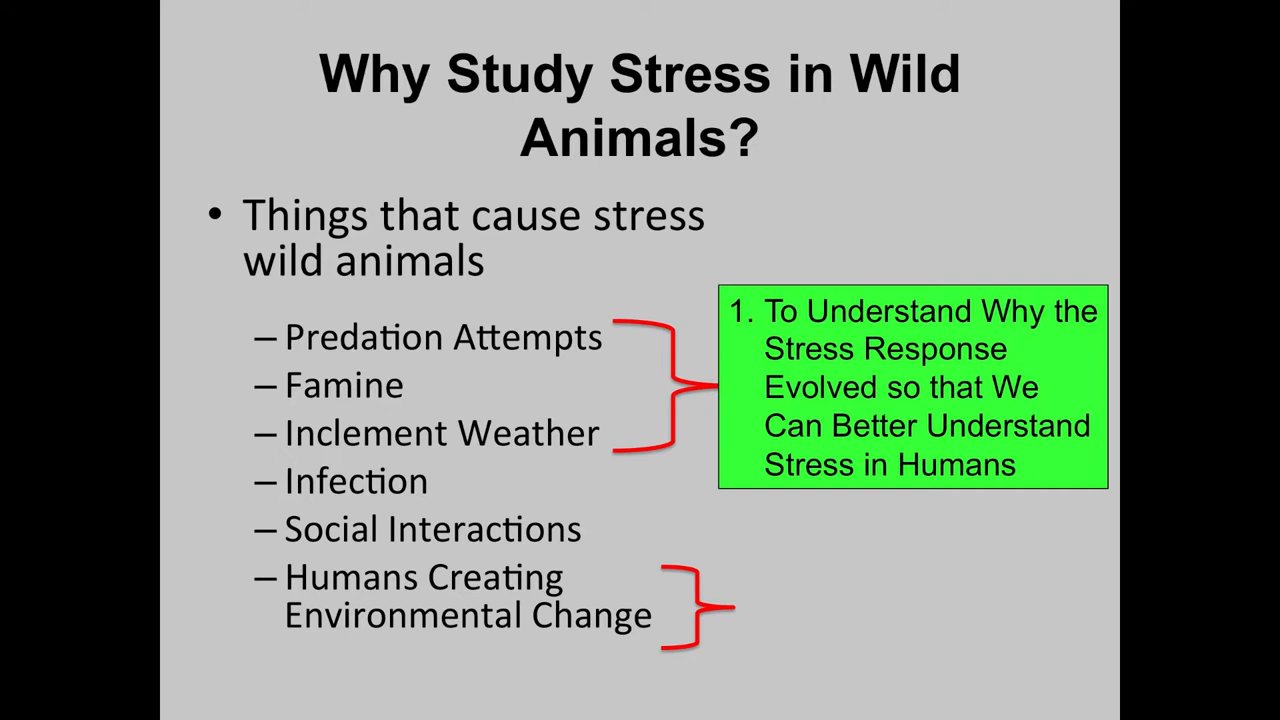 Why Study Stress in Wild
Animals?
• Things that cause stress
wild animals
– Predation Attempts
– Famine
– Inclement Weather
– Infection
– Social Interactions
– Humans Creating
Environmental Change
1. To Understand Why the
Stress Response
Evolved so that We
Can Better Understand
Stress in Humans